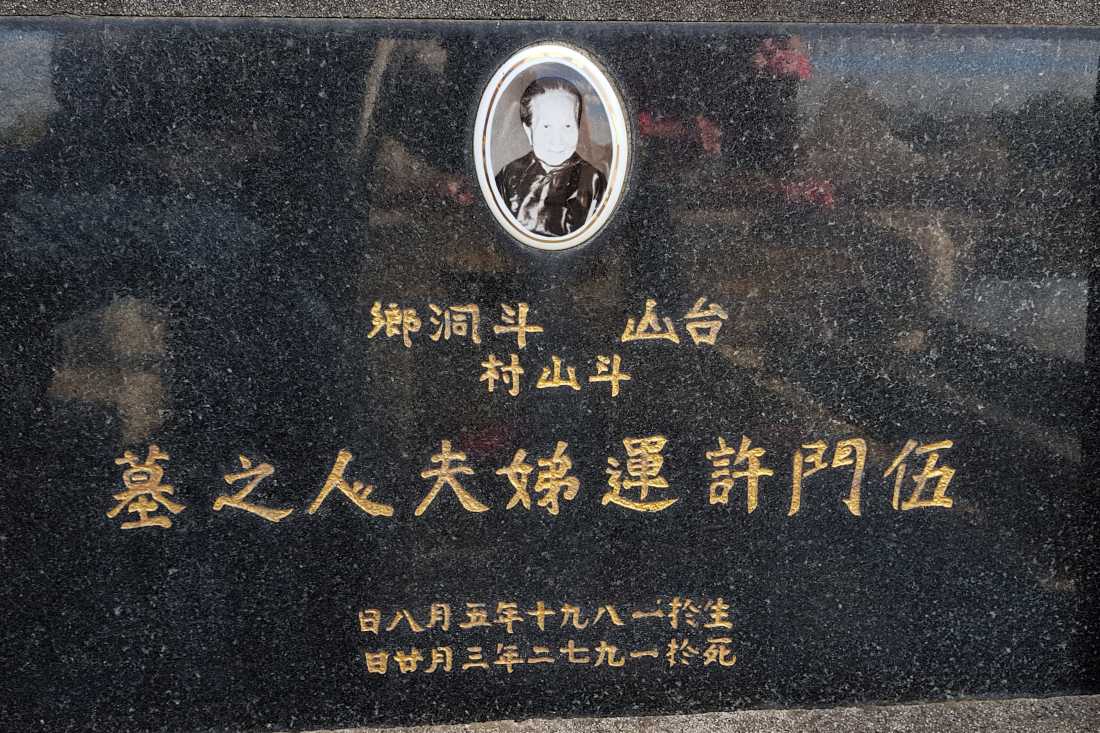 台山 斗洞鄉
斗山村
伍門許運娣夫人之墓
生於一八九十年五月八日
死於一九七二年三月廿日